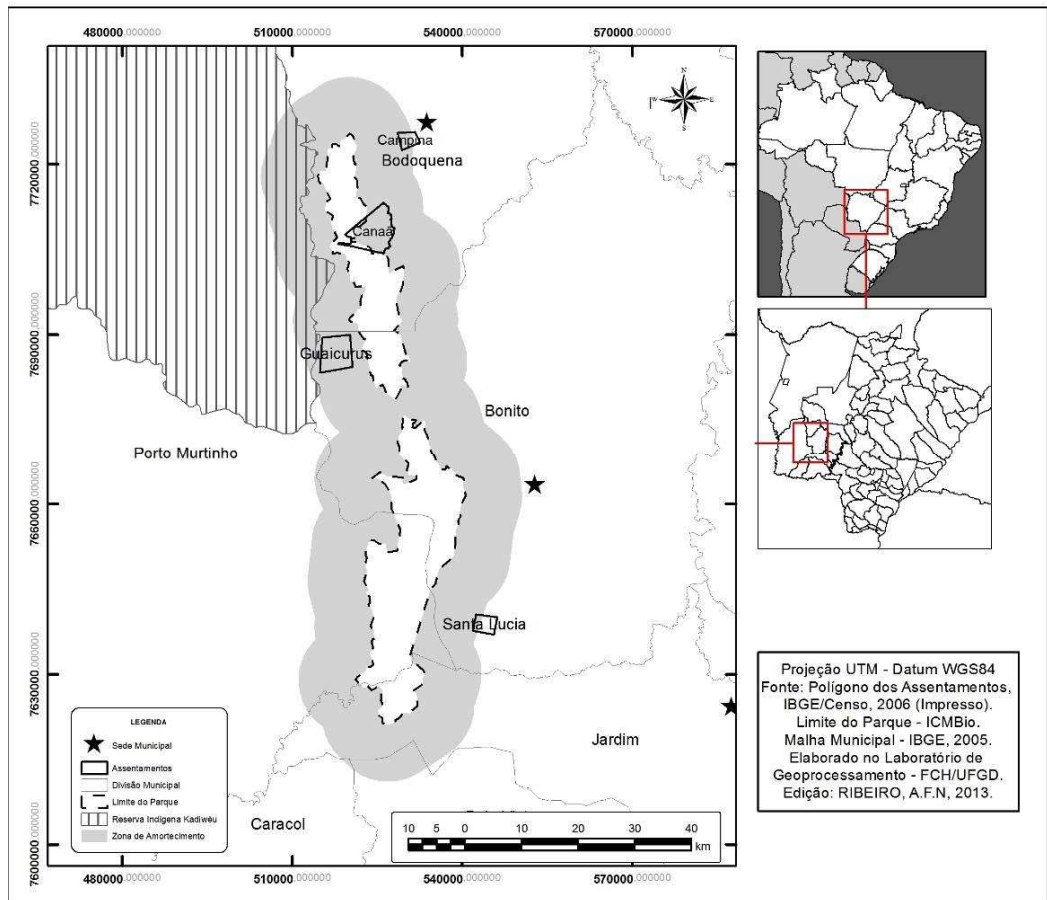 480000.000000 510000.000000 540000.000000 570000.000000
N
W E
S
Campina
Bodoquena
7720000.000000
Canaã
7690000.000000
Guaicurus
Bonito
Porto Murtinho
7660000.000000
Santa Lucia
7630000.000000
Jardim
Caracol
7600000.000000
LEGENDA
Sede Municipal
Assentamentos
Divisão Municipal
Limite do Parque
Reserva Indígena Kadiwéu
Zona de Amortecimento
10 5 0 10 20 30 40
km
480000.000000 510000.000000 540000.000000 570000.000000
Projeção UTM - Datum WGS84
Fonte: Polígono dos Assentamentos,
IBGE/Censo, 2006 (Impresso).
Limite do Parque - ICMBio.
Malha Municipal - IBGE, 2005.
Elaborado no Laboratório de
Geoprocessamento - FCH/UFGD.
Edição: RIBEIRO, A.F.N, 2013.